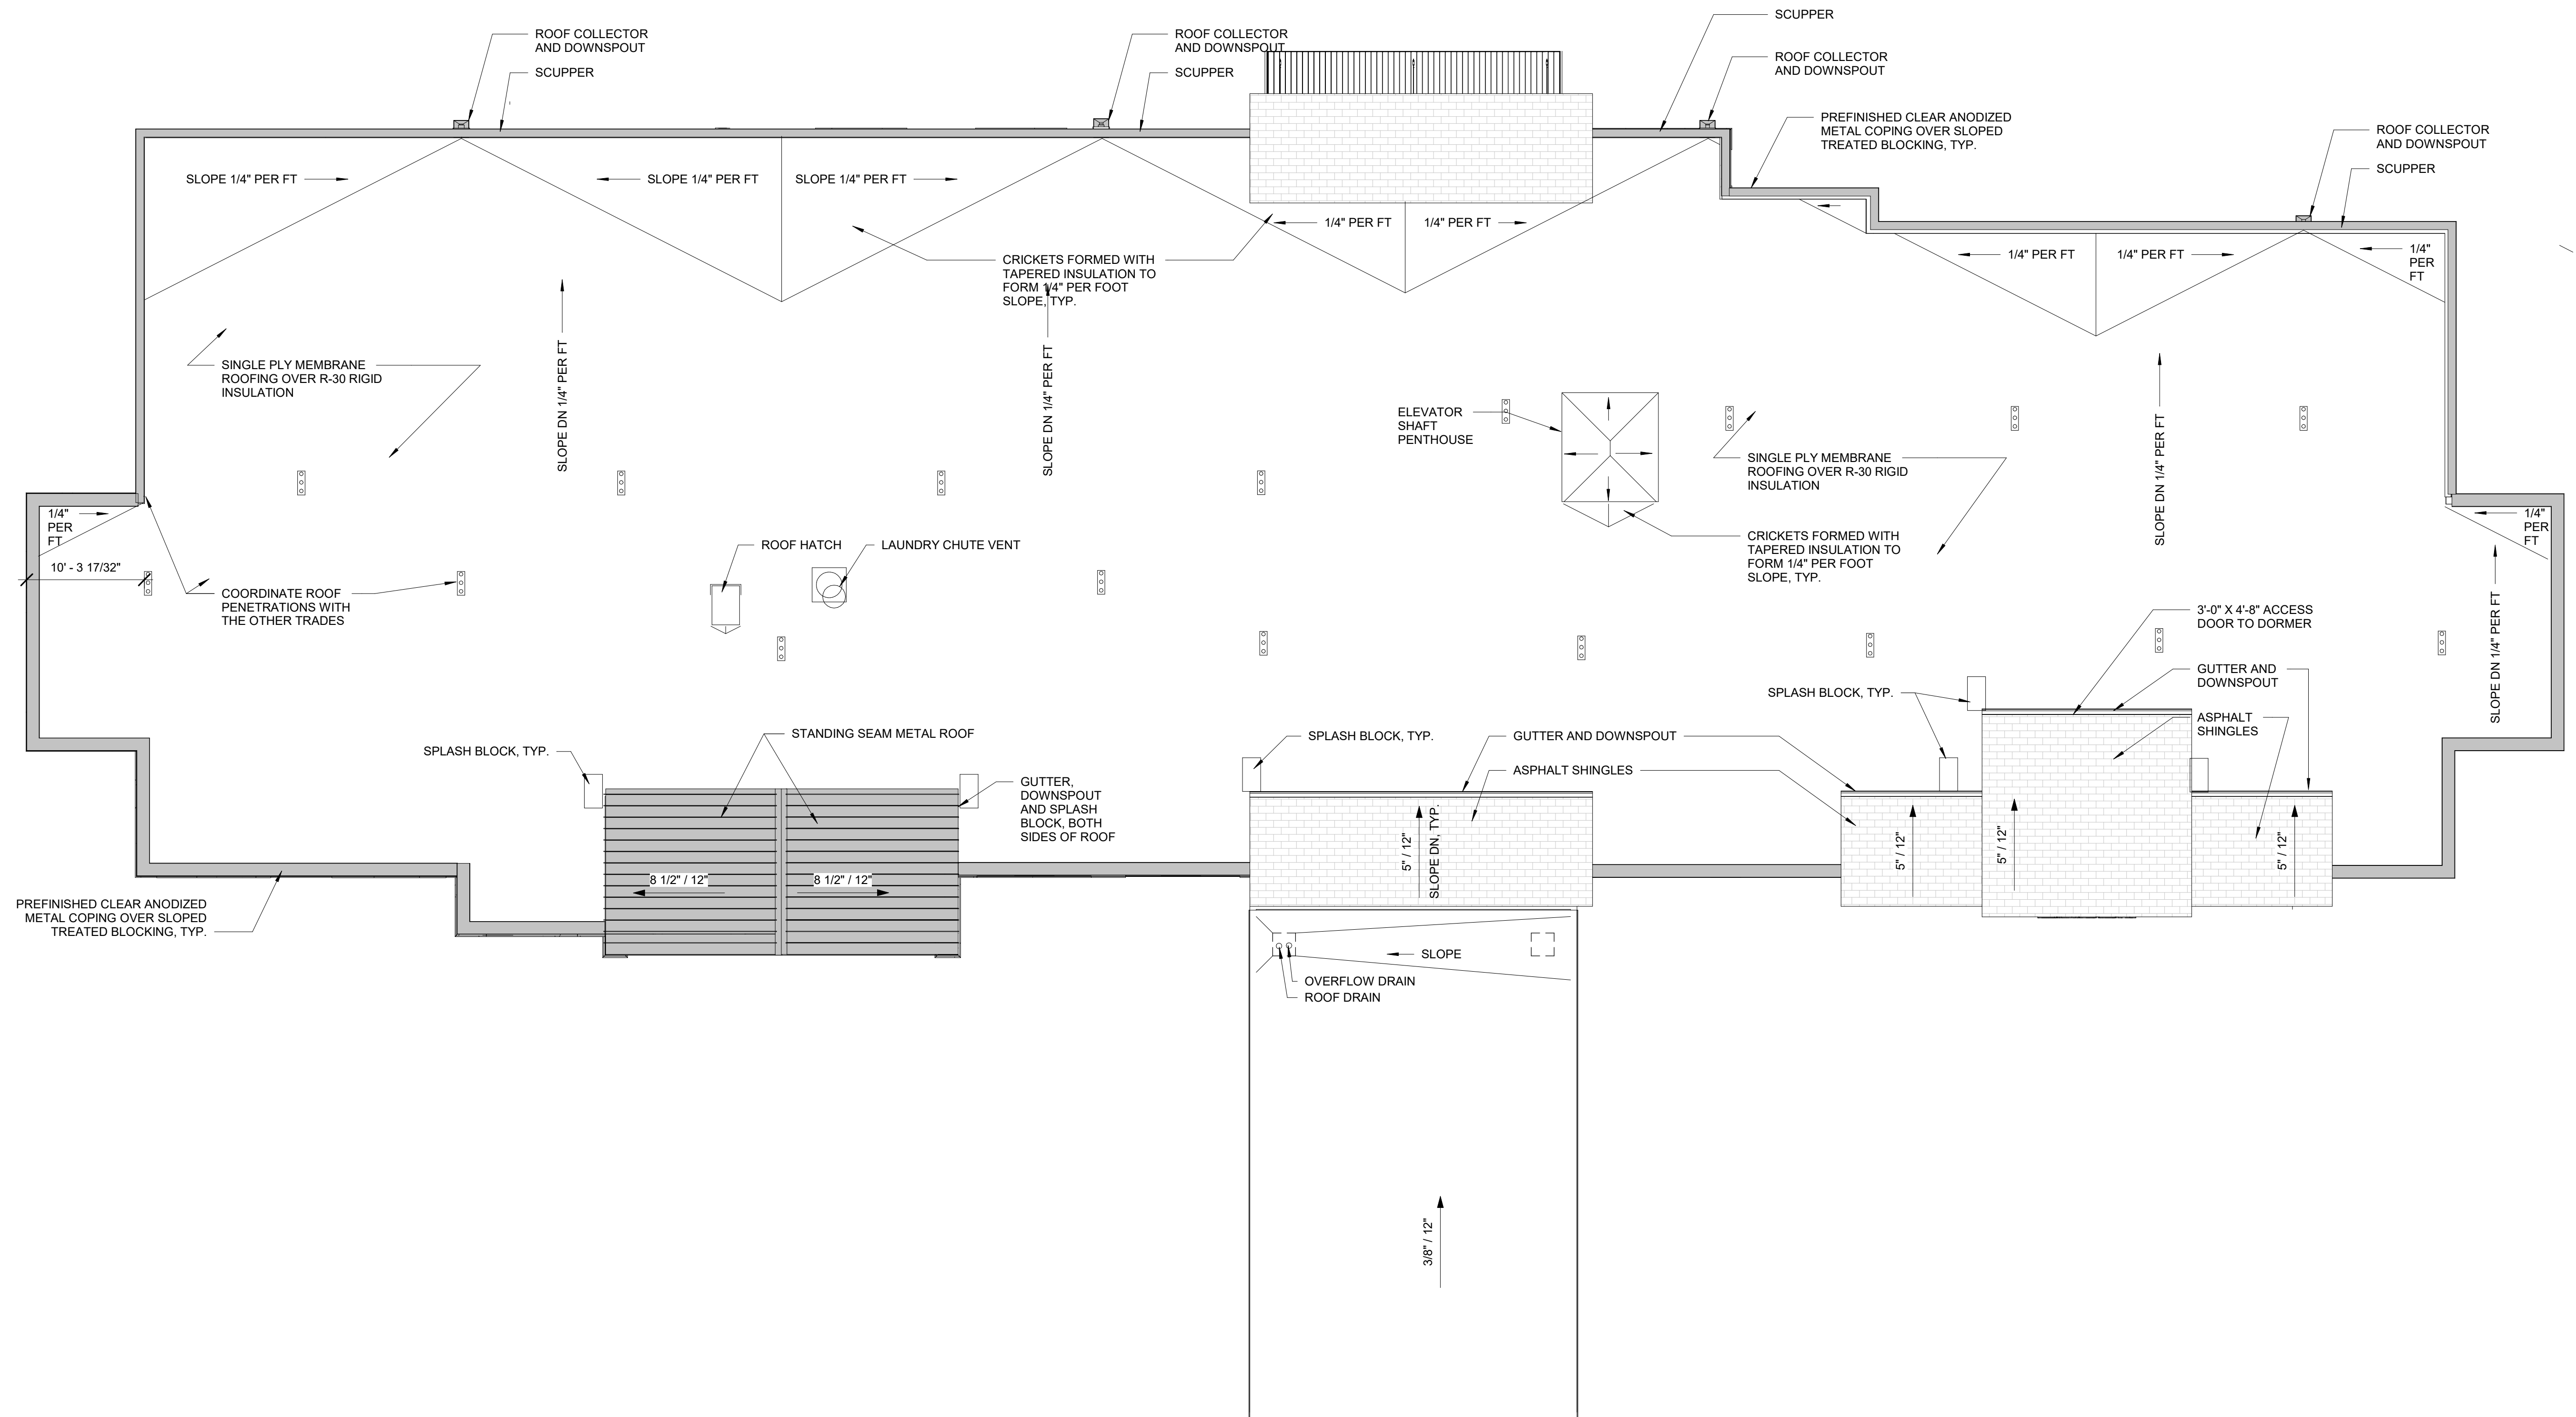 SCUPPER
ROOF COLLECTOR
AND DOWNSPOUT
SCUPPER
ROOF COLLECTOR
AND DOWNSPOUT
SCUPPER
ROOF COLLECTOR
AND DOWNSPOUT
PREFINISHED CLEAR ANODIZED
METAL COPING OVER SLOPED
TREATED BLOCKING, TYP.
ROOF COLLECTOR
AND DOWNSPOUT
SCUPPER
SLOPE 1/4" PER FT
SLOPE 1/4" PER FT
SLOPE 1/4" PER FT
1/4" PER FT
1/4" PER FT
1/4" PER FT
1/4" PER FT
1/4"
PER
FT
CRICKETS FORMED WITH
TAPERED INSULATION TO
FORM 1/4" PER FOOT
SLOPE, TYP.
SLOPE DN 1/4" PER FT
SLOPE DN 1/4" PER FT
SLOPE DN 1/4" PER FT
SINGLE PLY MEMBRANE
ROOFING OVER R-30 RIGID
INSULATION
ELEVATOR
SHAFT
PENTHOUSE
SINGLE PLY MEMBRANE
ROOFING OVER R-30 RIGID
INSULATION
1/4"
PER
FT
1/4"
PER
FT
CRICKETS FORMED WITH
TAPERED INSULATION TO
FORM 1/4" PER FOOT
SLOPE, TYP.
ROOF HATCH
LAUNDRY CHUTE VENT
10' - 3 17/32"
COORDINATE ROOF
PENETRATIONS WITH
THE OTHER TRADES
3'-0" X 4'-8" ACCESS
DOOR TO DORMER
SLOPE DN 1/4" PER FT
GUTTER AND
DOWNSPOUT
SPLASH BLOCK, TYP.
ASPHALT
SHINGLES
STANDING SEAM METAL ROOF
SPLASH BLOCK, TYP.
SPLASH BLOCK, TYP.
GUTTER AND DOWNSPOUT
ASPHALT SHINGLES
GUTTER,
DOWNSPOUT
AND SPLASH
BLOCK, BOTH
SIDES OF ROOF
8 1/2" / 12"
8 1/2" / 12"
5" / 12"
SLOPE DN, TYP.
5" / 12"
5" / 12"
5" / 12"
PREFINISHED CLEAR ANODIZED
METAL COPING OVER SLOPED
TREATED BLOCKING, TYP.
SLOPE
OVERFLOW DRAIN
ROOF DRAIN
3/8" / 12"